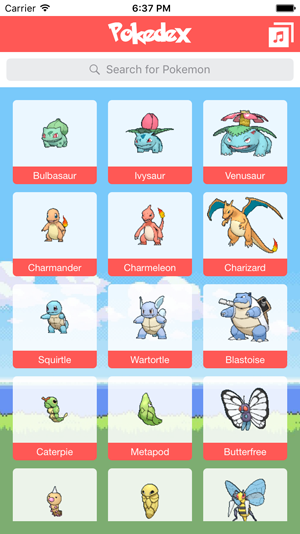 Carrier 6:37 PM
Pokedex
Search for Pokemon
Bulbasaur Ivysaur Venusaur
Charmander Charmeleon Charizard
Squirtle Wartortle Blastoise
Caterpie Metapod Butterfree